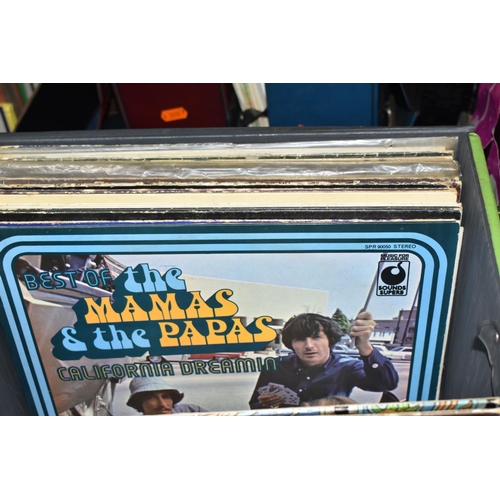 SPR 90050 STEREO
MUSIC FOR
PLEASURE
SOUNDS
SUPERB
BEST OF the
MAMAS
& the PAPAS
CALIFORNIA DREAMIN'